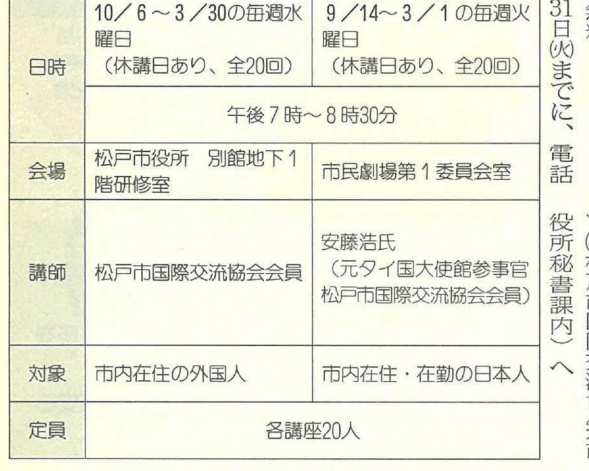 10／6～3／30の毎週水
曜日
（休講日あり、全20回）
9／14～3／1の毎週火
曜日
（休講日あり、全20回）
日時
午後7時～8時30分
会場
松戸市役所　別館地下1
階研修室
市民劇場第1委員会室
講師
松戸市国際交流協会会員
安藤浩氏
（元タイ国大使館参事官
松戸市国際交流協会会員）
対象
市内在住の外国人
市内在住・在勤の日本人
定員
各講座20人
31日㈫までに、電話
役所秘書課内）へ